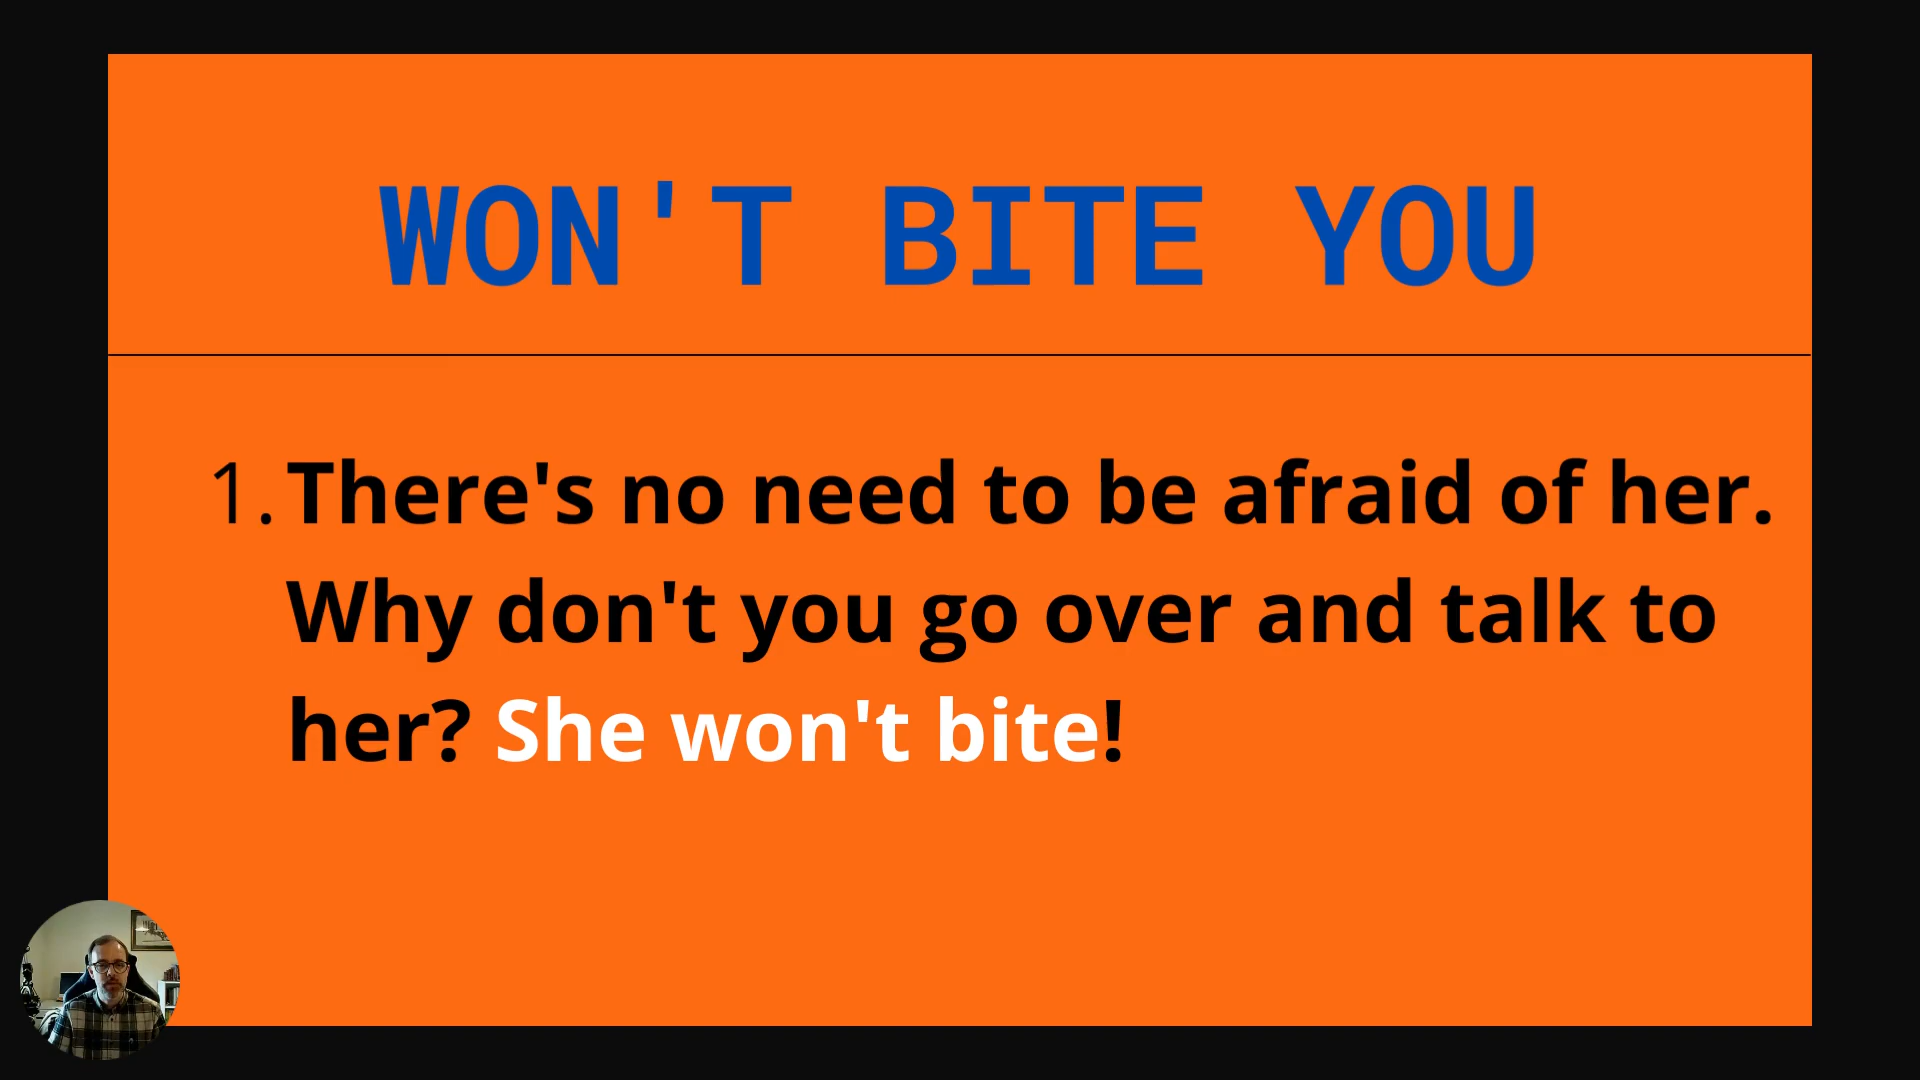 WON'T BITE YOU
1. There's no need to be afraid of her.
Why don't you go over and talk to
her? She won't bite!